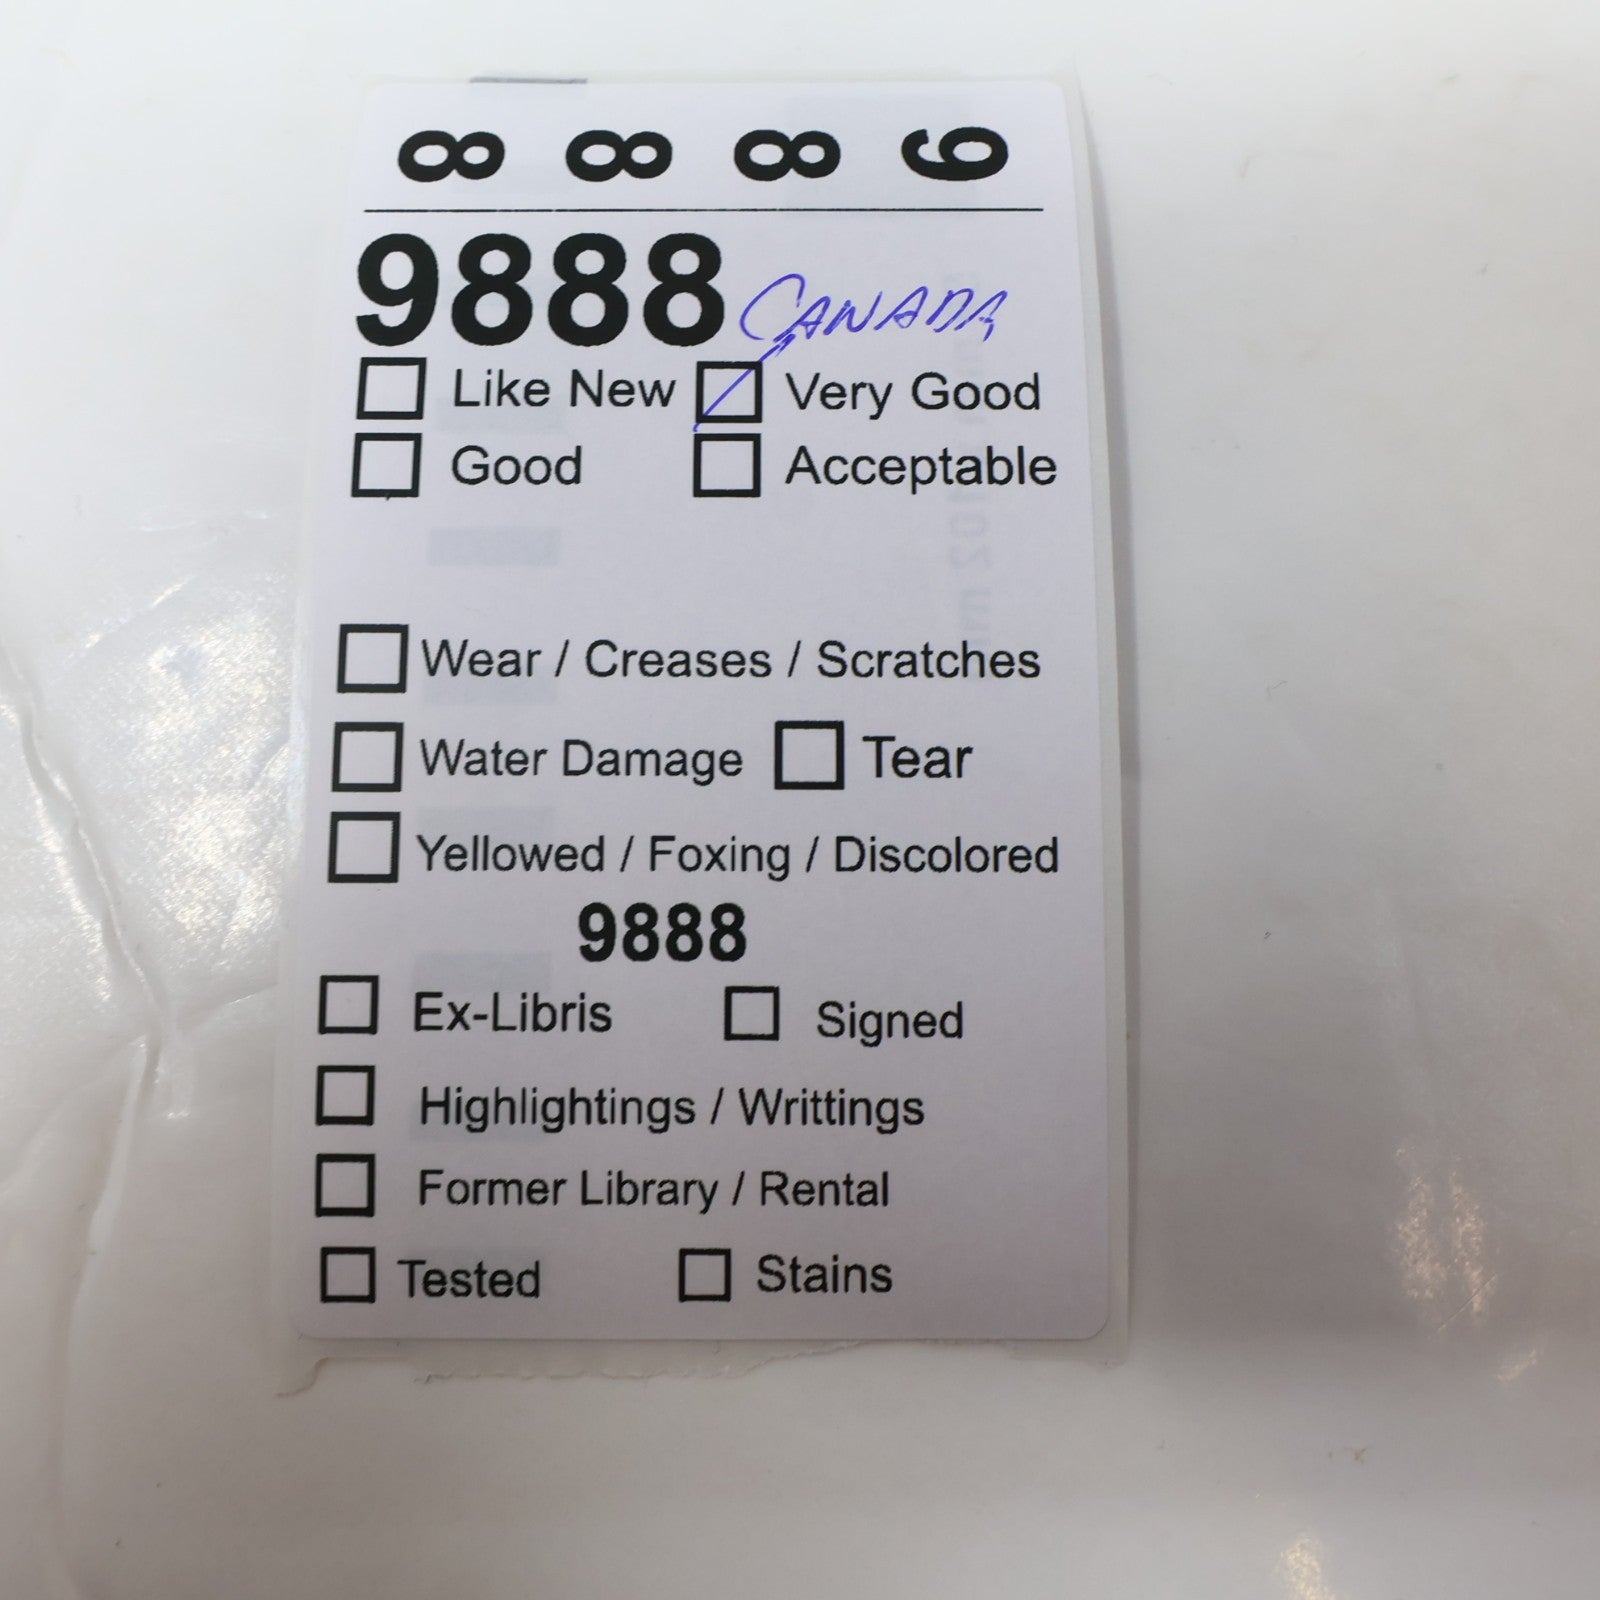 8 8 8 9
9888 CANADA
Like New Very Good
Good Acceptable
Wear / Creases / Scratches
Water Damage Tear
Yellowed / Foxing / Discolored
9888
Ex-Libris Signed
Highlightings / Writtings
Former Library / Rental
Tested Stains